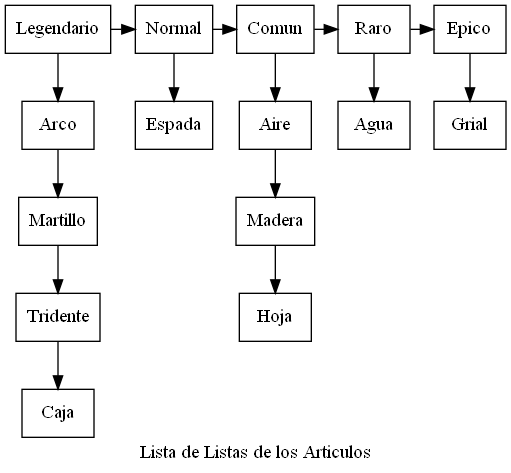 Legendario
Normal
Comun
Raro
Epico
Arco
Espada
Aire
Agua
Grial
Martillo
Madera
Tridente
Hoja
Caja
Lista de Listas de los Articulos